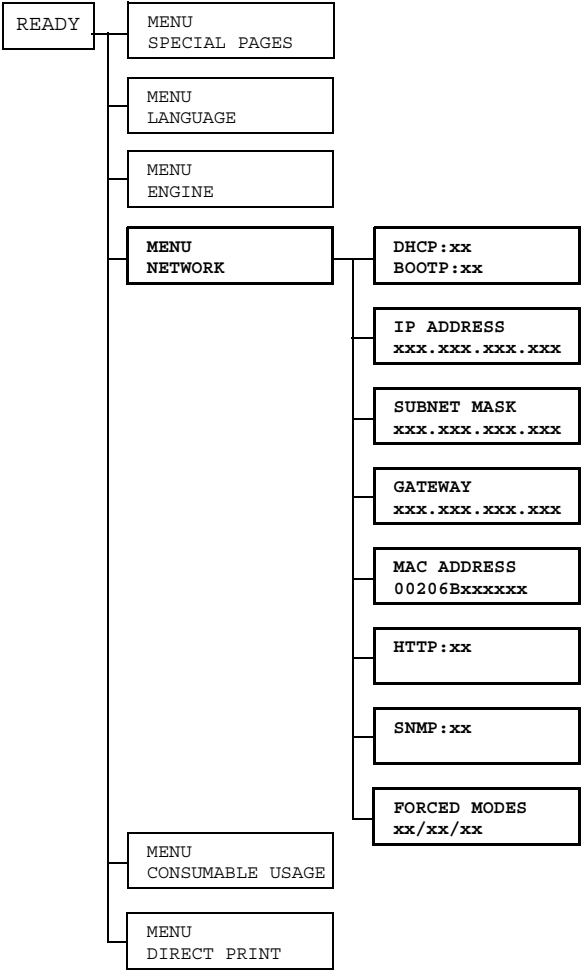 READY
MENU
SPECIAL PAGES
MENU
LANGUAGE
MENU
ENGINE
MENU
NETWORK
DHCP:xx
BOOTP:xx
IP ADDRESS
xxx.xxx.xxx.xxx
SUBNET MASK
xxx.xxx.xxx.xxx
GATEWAY
xxx.xxx.xxx.xxx
MAC ADDRESS
00206Bxxxxxx
HTTP:xx
SNMP:xx
FORCED MODES
xx/xx/xx
MENU
CONSUMABLE USAGE
MENU
DIRECT PRINT